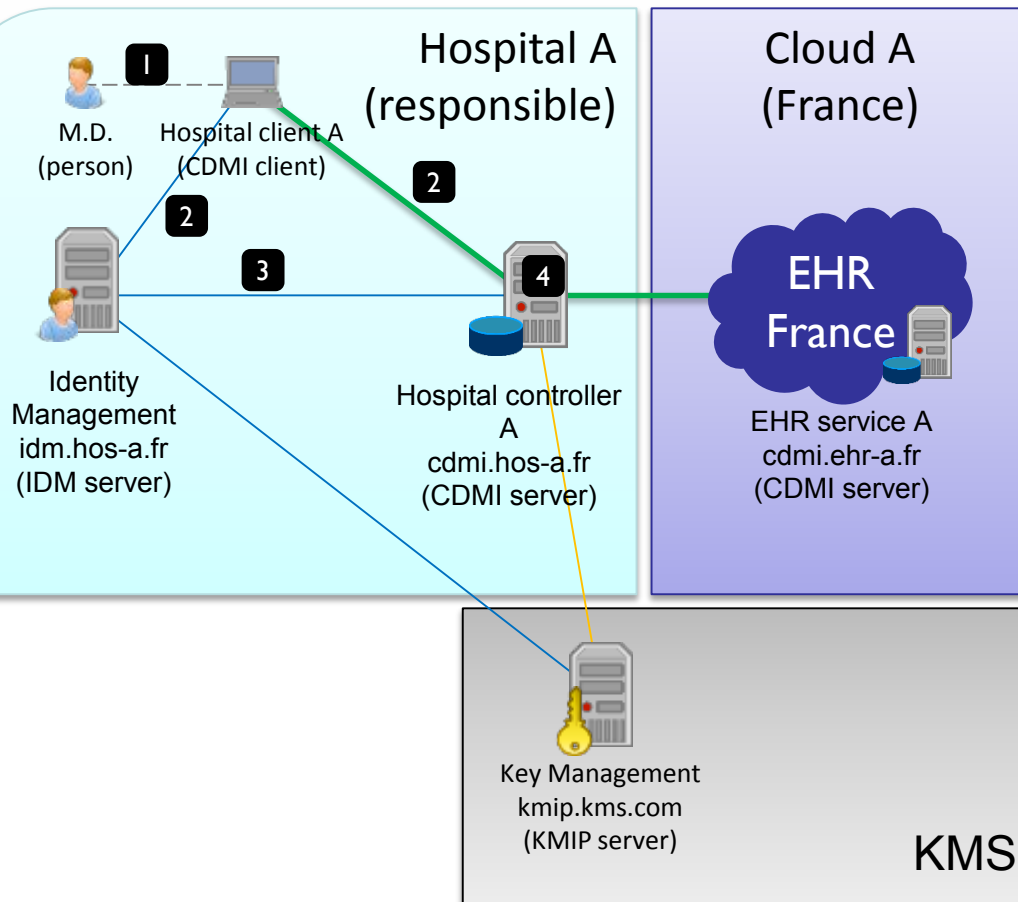 Hospital A
(responsible)
Cloud A
(France)
1
M.D.
(person)
Hospital client A
(CDMI client)
2
2
3
4
EHR
France
Identity
Management
idm.hos-a.fr
(IDM server)
Hospital controller
A
cdmi.hos-a.fr
(CDMI server)
EHR service A
cdmi.ehr-a.fr
(CDMI server)
Key Management
kmip.kms.com
(KMIP server)
KMS